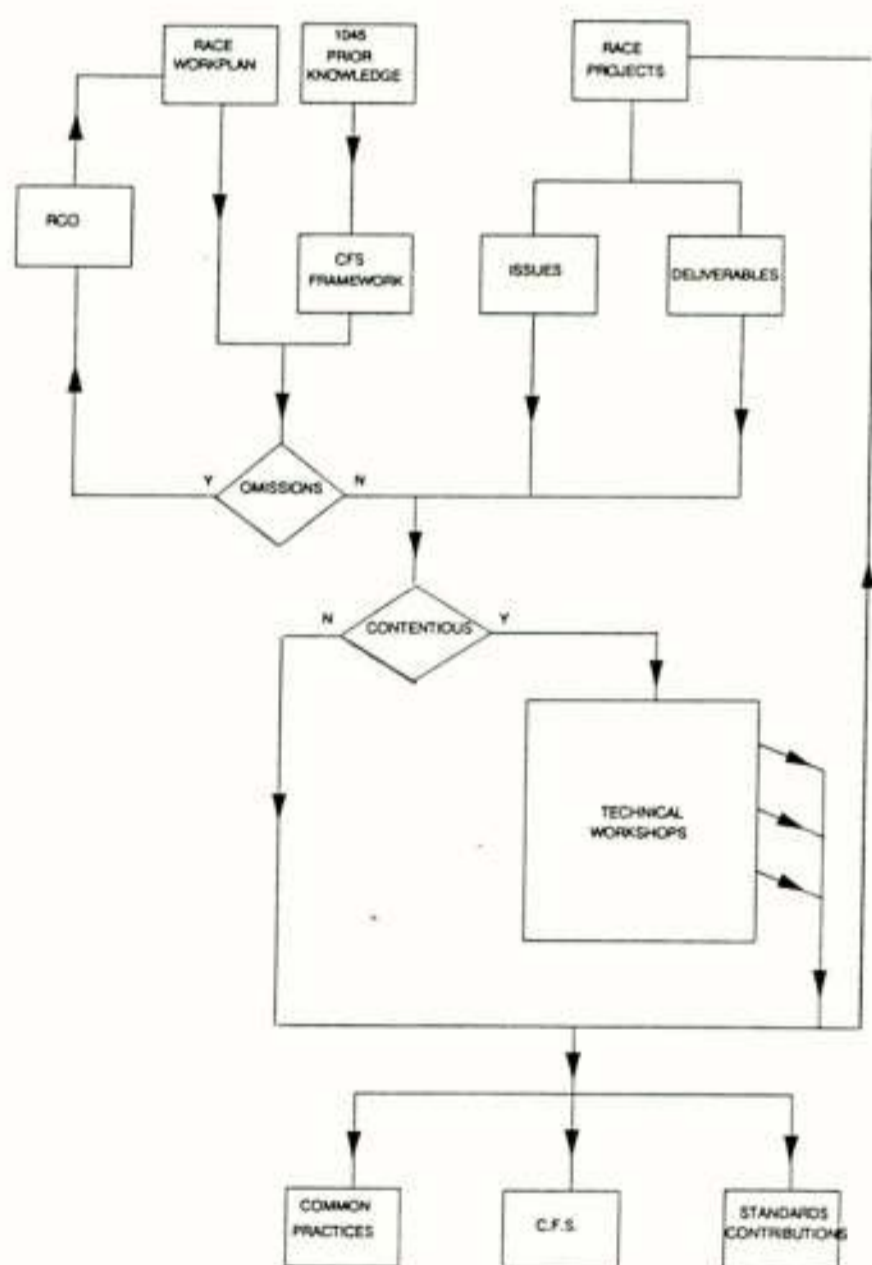 RACE
WORKPLAN
1045
PRIOR
KNOWLEDGE
RACE
PROJECTS
RCO
CFS
FRAMEWORK
ISSUES
DELIVERABLES
Y
OMISSIONS
N
N
CONTENTIOUS
Y
TECHNICAL
WORKSHOPS
COMMON
PRACTICES
C.F.S.
STANDARDS
CONTRIBUTIONS